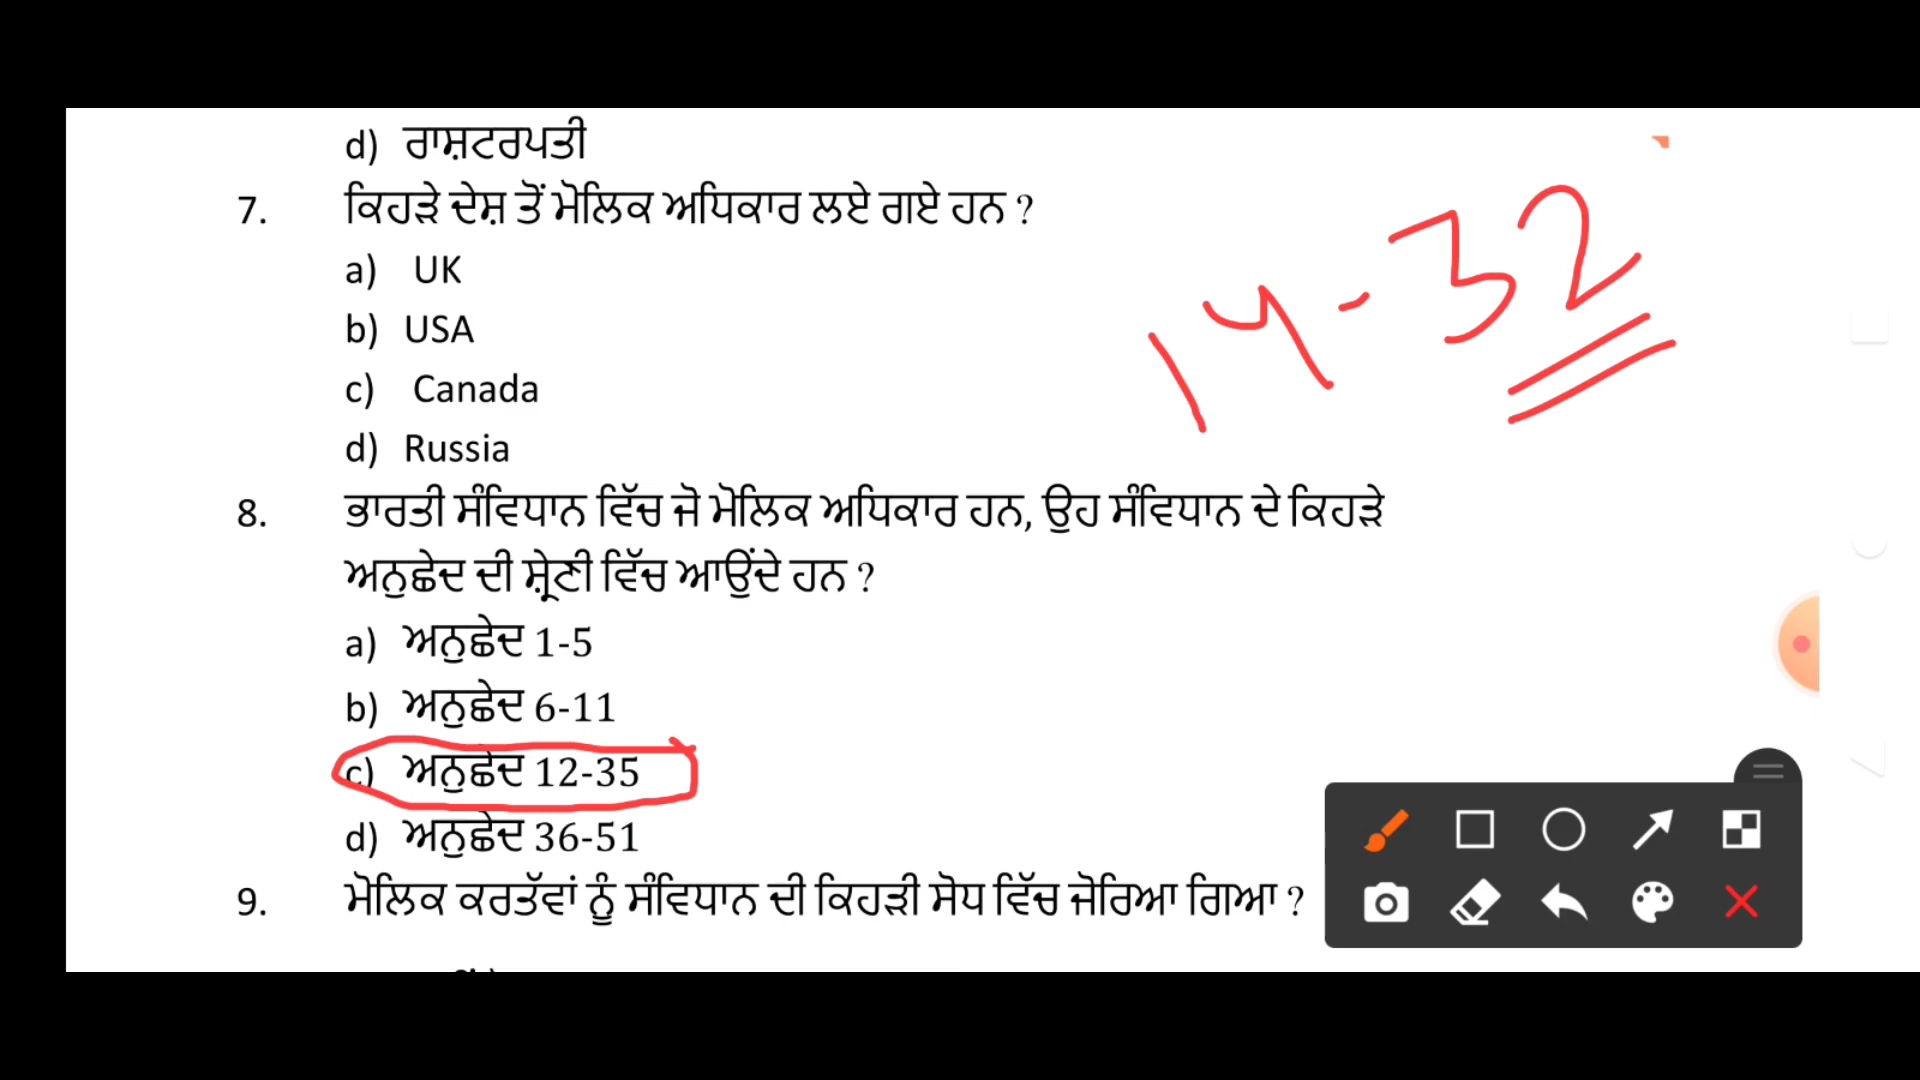 d) ਰਾਸ਼ਟਰਪਤੀ
7. ਕਿਹੜੇ ਦੇਸ਼ ਤੋਂ ਮੋਲਿਕ ਅਧਿਕਾਰ ਲਏ ਗਏ ਹਨ ?
a) UK
b) USA
c) Canada
d) Russia
14-32
8. ਭਾਰਤੀ ਸੰਵਿਧਾਨ ਵਿੱਚ ਜੋ ਮੋਲਿਕ ਅਧਿਕਾਰ ਹਨ, ਉਹ ਸੰਵਿਧਾਨ ਦੇ ਕਿਹੜੇ
ਅਨੁਛੇਦ ਦੀ ਸ਼੍ਰੇਣੀ ਵਿੱਚ ਆਉਂਦੇ ਹਨ ?
a) ਅਨੁਛੇਦ 1-5
b) ਅਨੁਛੇਦ 6-11
c) ਅਨੁਛੇਦ 12-35
d) ਅਨੁਛੇਦ 36-51
9. ਮੋਲਿਕ ਕਰਤੱਵਾਂ ਨੂੰ ਸੰਵਿਧਾਨ ਦੀ ਕਿਹੜੀ ਸੋਧ ਵਿੱਚ ਜੋਰਿਆ ਗਿਆ ?